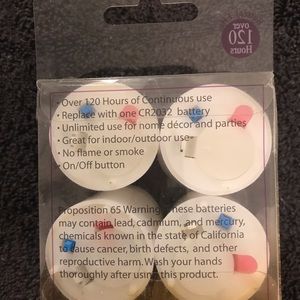 over
120
Hours
• Over 120 Hours of Continuous use
• Replace with one CR2032 battery
• Unlimited use for nome décor and parties
• Great for indoor/outdoor use
• No flame or smoke
• On/Off button
Proposition 65 Warning: These batteries
may contain lead, cadmium, and mercury,
chemicals known in the state of California
to cause cancer, birth defects, and other
reproductive harm. Wash your hands
thoroughly after using this product.